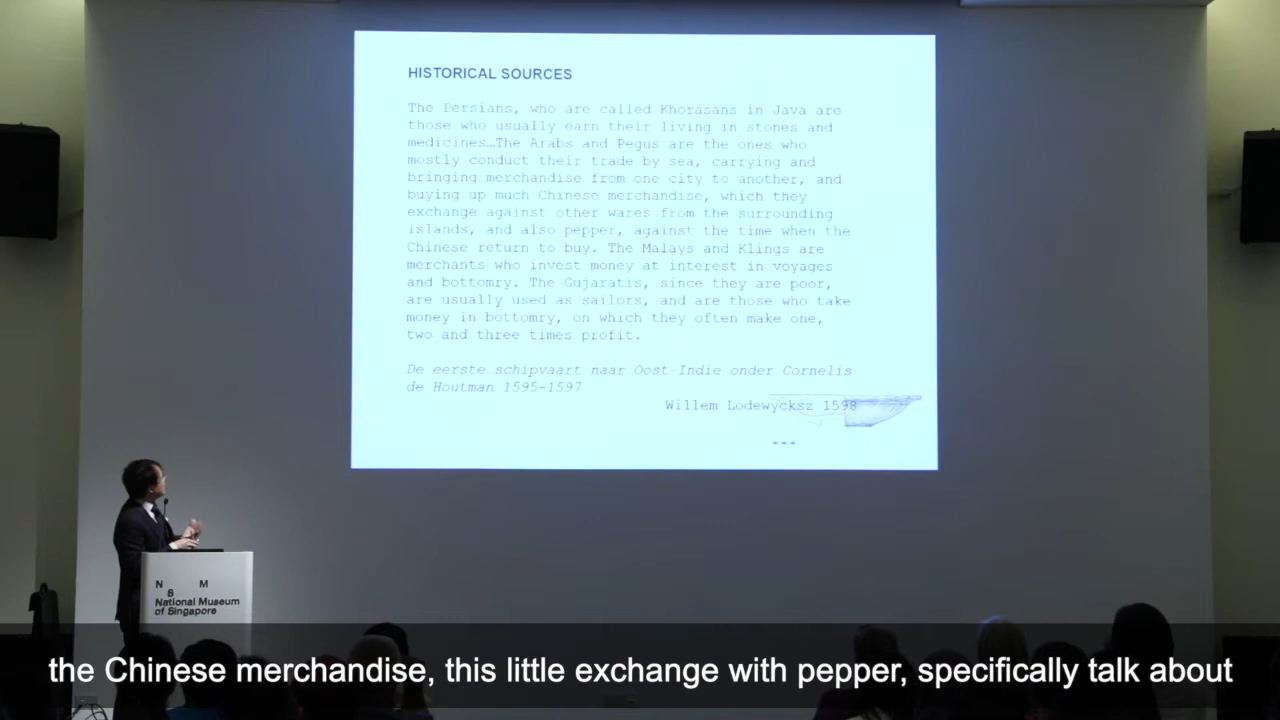 HISTORICAL SOURCES
The Persians, who are called Khorasans in Java are
those who usually earn their living in stones and
medicines…The Arabs and Pegus are the ones who
mostly conduct their trade by sea, carrying and
bringing merchandise from one city to another, and
buying up much Chinese merchandise, which they
exchange against other wares from the surrounding
islands, and also pepper, against the time when the
Chinese return to buy. The Malays and Klings are
merchants who invest money at interest in voyages
and bottomry. The Gujaratis, since they are poor,
are usually used as sailors, and are those who take
money in bottomry, on which they often make one,
two and three times profit.
De eerste schipvaart naar Oost-Indie onder Cornelis
de Houtman 1595-1597
Willem Lodewycksz 1598
N S M
National Museum
of Singapore
the Chinese merchandise, this little exchange with pepper, specifically talk about